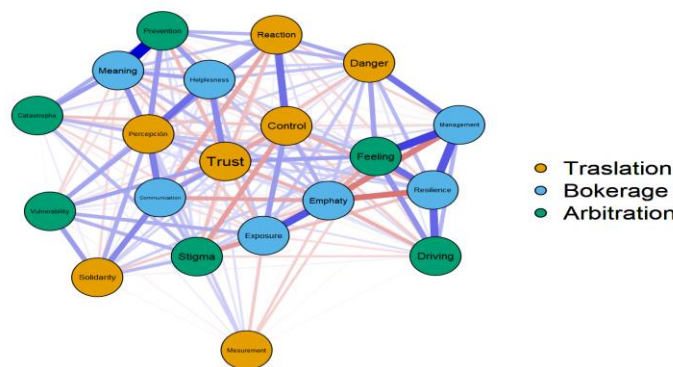 Prevention
Reaction
Danger
Meaning
Helplesness
Catastrophe
Percepción
Control
Management
Trust
Feeling
Vulnerability
Communication
Emphaty
Resilience
Exposure
Stigma
Driving
Solidarity
Mesurement
Traslation
Bokerage
Arbitration